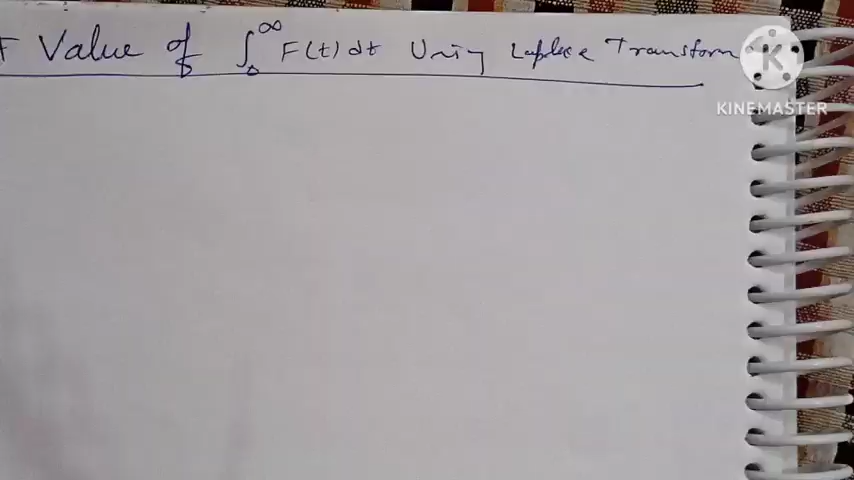 Value of ∫₀^∞ F(t) dt Using Laplace Transform
KINEMASTER